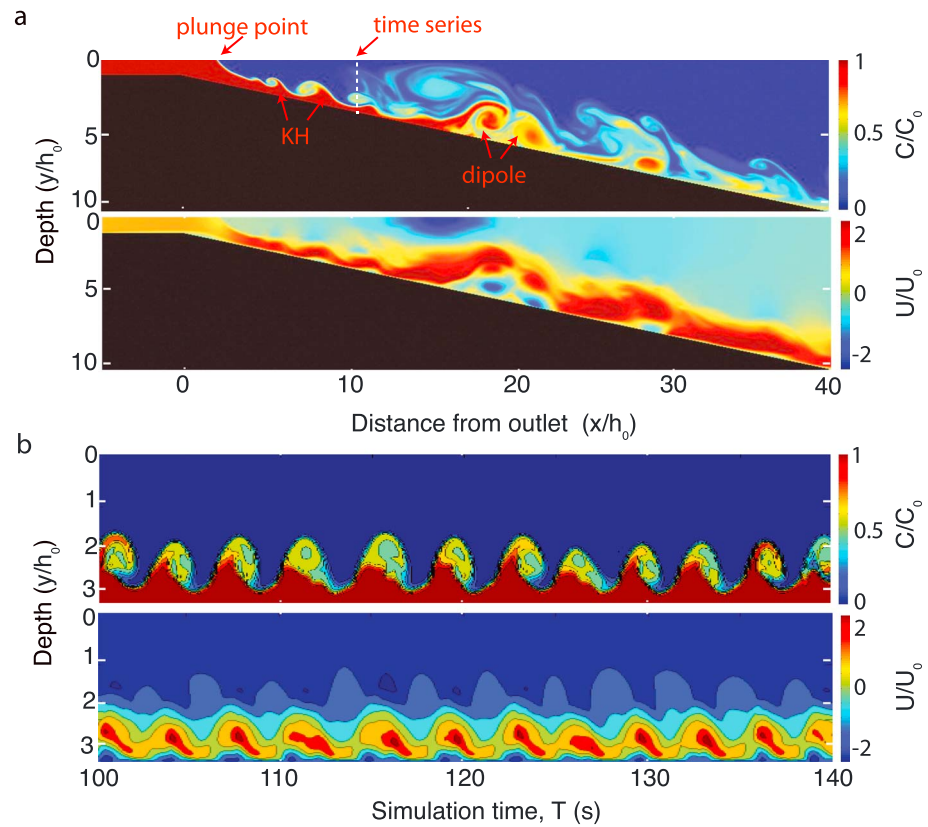 a
plunge point
time series
KH
dipole
0
5
10
Depth (y/h0)
1
0.5
0
C/C0
0
5
10
2
0
-2
U/U0
0 10 20 30 40
Distance from outlet (x/h0)
b
0
1
2
3
Depth (y/h0)
1
0.5
0
C/C0
0
1
2
3
2
0
-2
U/U0
100 110 120 130 140
Simulation time, T (s)